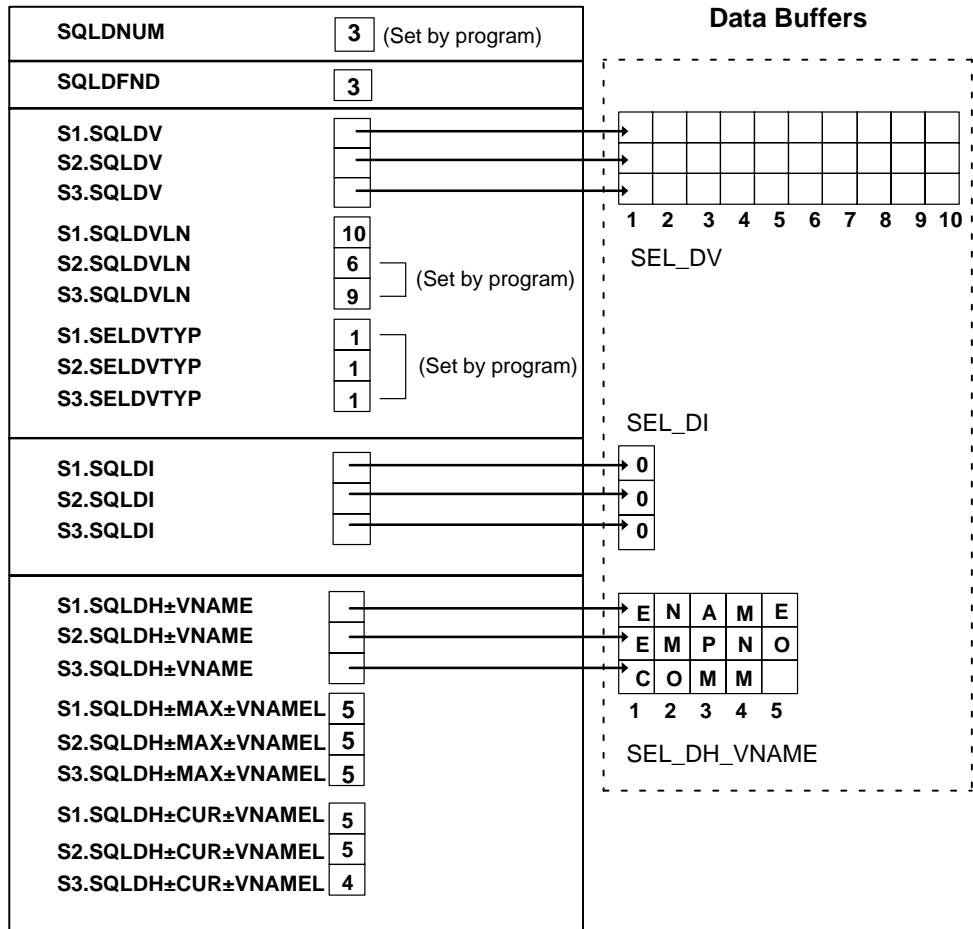 Data Buffers
SQLDNUM 3 (Set by program)
SQLDFND 3
S1.SQLDV
S2.SQLDV
S3.SQLDV
1 2 3 4 5 6 7 8 9 10
SEL_DV
S1.SQLDVLN 10
S2.SQLDVLN 6
(Set by program)
S3.SQLDVLN 9
S1.SELDVTYP 1
S2.SELDVTYP 1
(Set by program)
S3.SELDVTYP 1
SEL_DI
S1.SQLDI 0
S2.SQLDI 0
S3.SQLDI 0
S1.SQLDH±VNAME E N A M E
S2.SQLDH±VNAME E M P N O
S3.SQLDH±VNAME C O M M
1 2 3 4 5
SEL_DH_VNAME
S1.SQLDH±MAX±VNAMEL 5
S2.SQLDH±MAX±VNAMEL 5
S3.SQLDH±MAX±VNAMEL 5
S1.SQLDH±CUR±VNAMEL 5
S2.SQLDH±CUR±VNAMEL 5
S3.SQLDH±CUR±VNAMEL 4